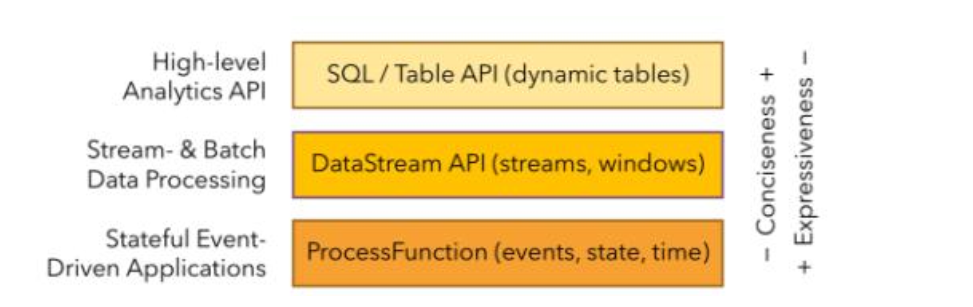 High-level
Analytics API
SQL / Table API (dynamic tables)
Stream- & Batch
Data Processing
DataStream API (streams, windows)
Stateful Event-
Driven Applications
ProcessFunction (events, state, time)
− Conciseness +
+ Expressiveness −